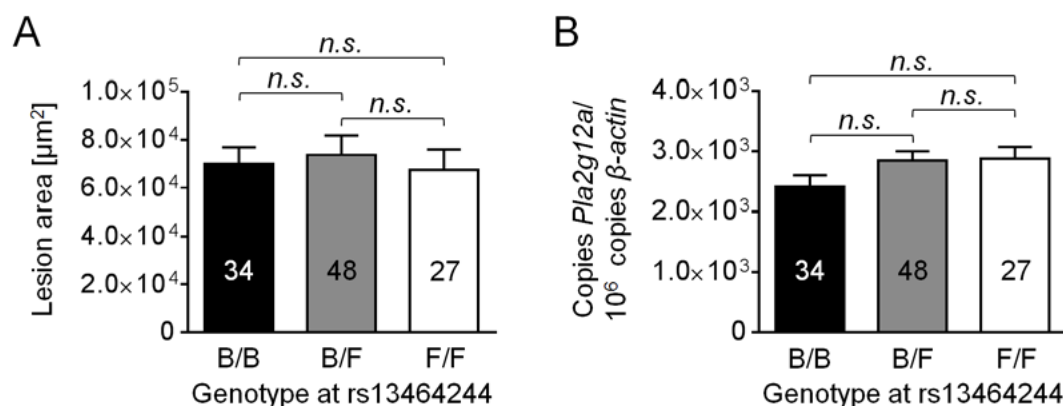 A
n.s.
n.s.
n.s.
Lesion area [µm²]
1.0×10⁵
8.0×10⁴
6.0×10⁴
4.0×10⁴
2.0×10⁴
0
34
48
27
B/B
B/F
F/F
Genotype at rs13464244
B
n.s.
n.s.
n.s.
Copies Pla2g12a/
10⁶ copies β-actin
4.0×10³
3.0×10³
2.0×10³
1.0×10³
0
34
48
27
B/B
B/F
F/F
Genotype at rs13464244